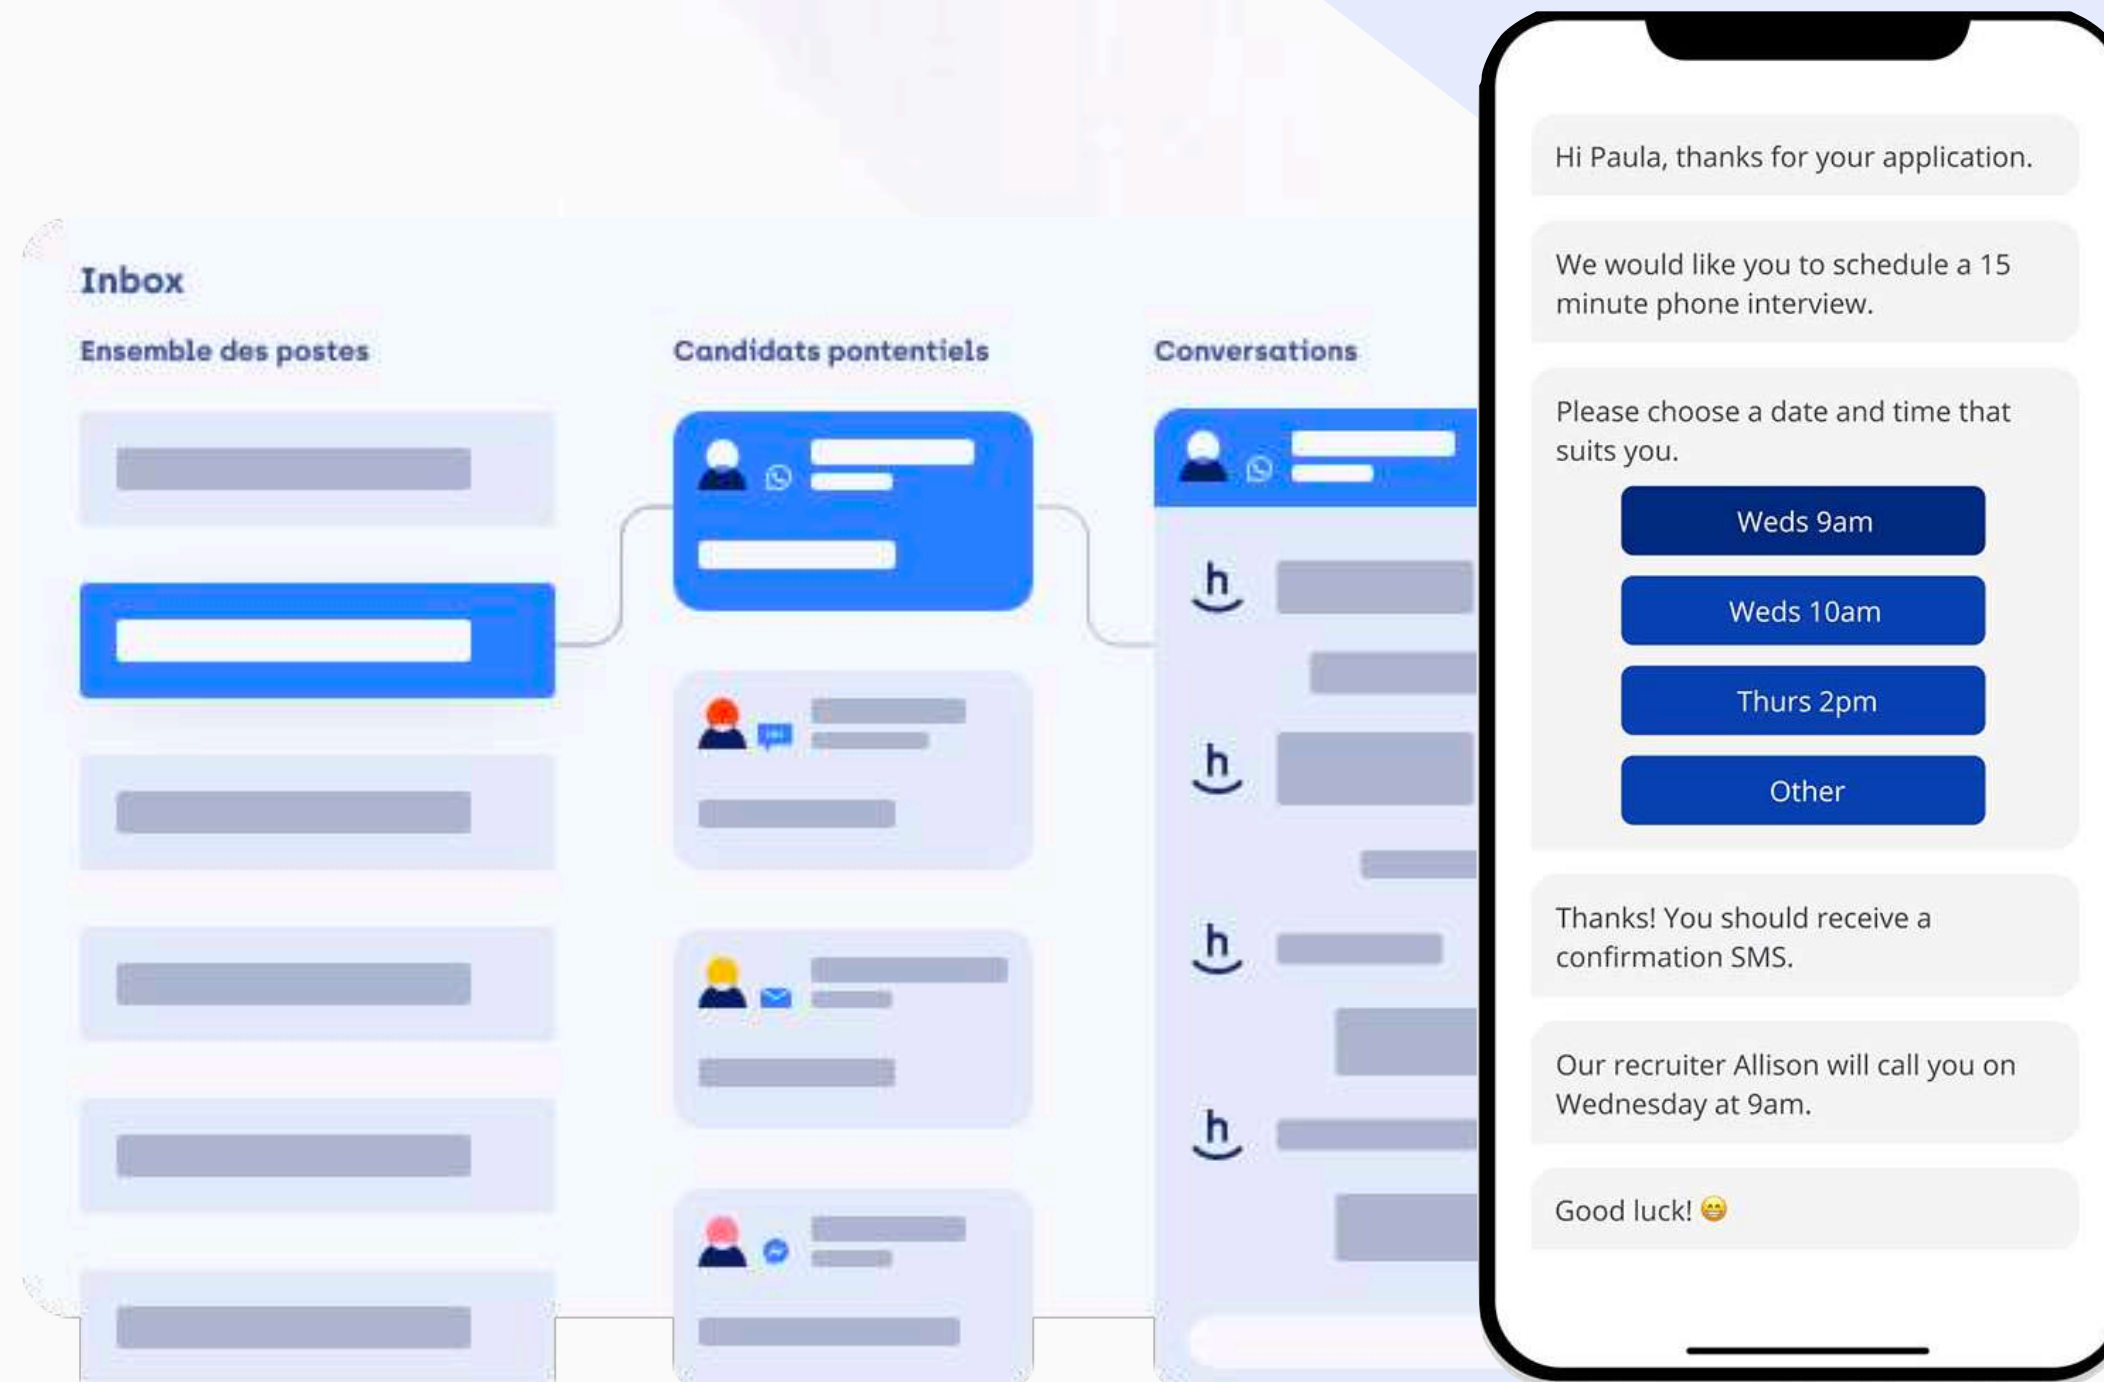 Inbox
Ensemble des postes
Candidats pontentiels
Conversations
h
h
h
h
Hi Paula, thanks for your application.
We would like you to schedule a 15
minute phone interview.
Please choose a date and time that
suits you.
Weds 9am
Weds 10am
Thurs 2pm
Other
Thanks! You should receive a
confirmation SMS.
Our recruiter Allison will call you on
Wednesday at 9am.
Good luck! 😁